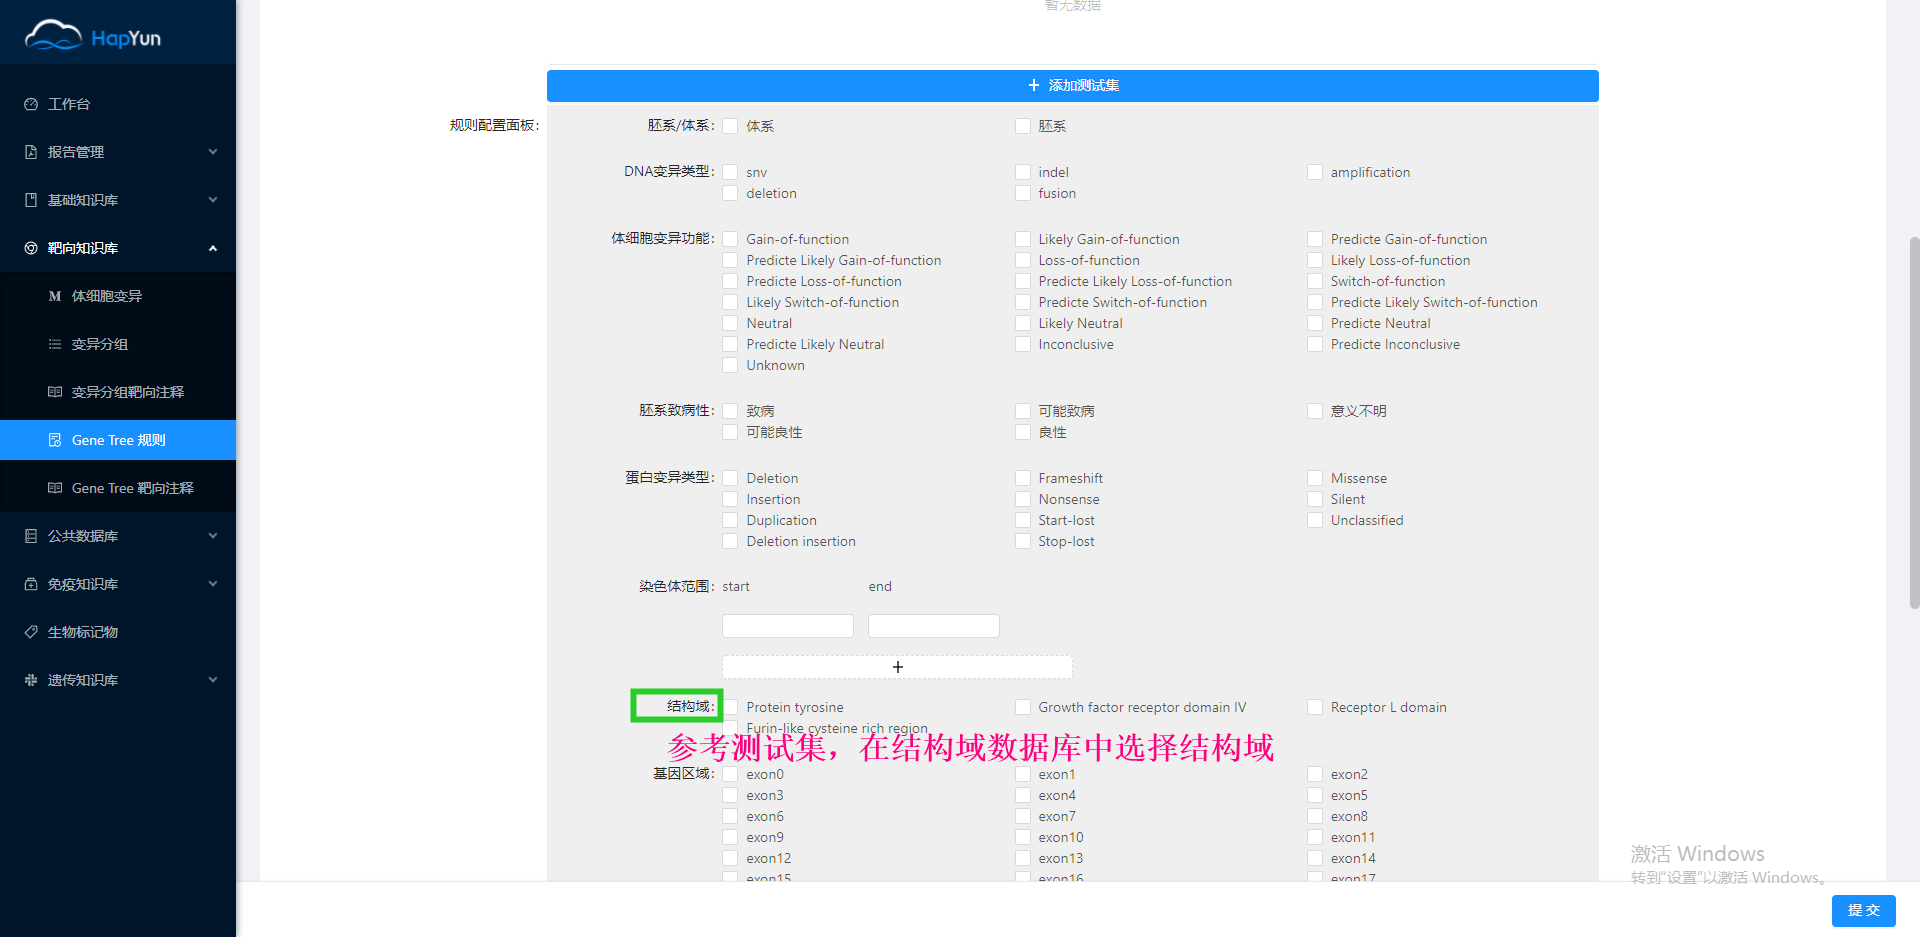 暂无数据
HapYun
工作台
报告管理
基础知识库
靶向知识库
体细胞变异
变异分组
变异分组靶向注释
Gene Tree 规则
Gene Tree 靶向注释
公共数据库
免疫知识库
生物标记物
遗传知识库
+ 添加测试集
规则配置面板:
胚系/体系: 体系 胚系
DNA变异类型: snv indel amplification
deletion fusion
体细胞变异功能: Gain-of-function Likely Gain-of-function Predicte Gain-of-function
Predicte Likely Gain-of-function Loss-of-function Likely Loss-of-function
Predicte Loss-of-function Predicte Likely Loss-of-function Switch-of-function
Likely Switch-of-function Predicte Switch-of-function Predicte Likely Switch-of-function
Neutral Likely Neutral Predicte Neutral
Predicte Likely Neutral Inconclusive Predicte Inconclusive
Unknown
胚系致病性: 致病 可能致病 意义不明
可能良性 良性
蛋白变异类型: Deletion Frameshift Missense
Insertion Nonsense Silent
Duplication Start-lost Unclassified
Deletion insertion Stop-lost
染色体范围: start end
+
结构域: Protein tyrosine Growth factor receptor domain IV Receptor L domain
Furin-like cysteine rich region
参考测试集，在结构域数据库中选择结构域
基因区域: exon0 exon1 exon2
exon3 exon4 exon5
exon6 exon7 exon8
exon9 exon10 exon11
exon12 exon13 exon14
exon15 exon16 exon17
激活 Windows
转到"设置"以激活 Windows。
提 交